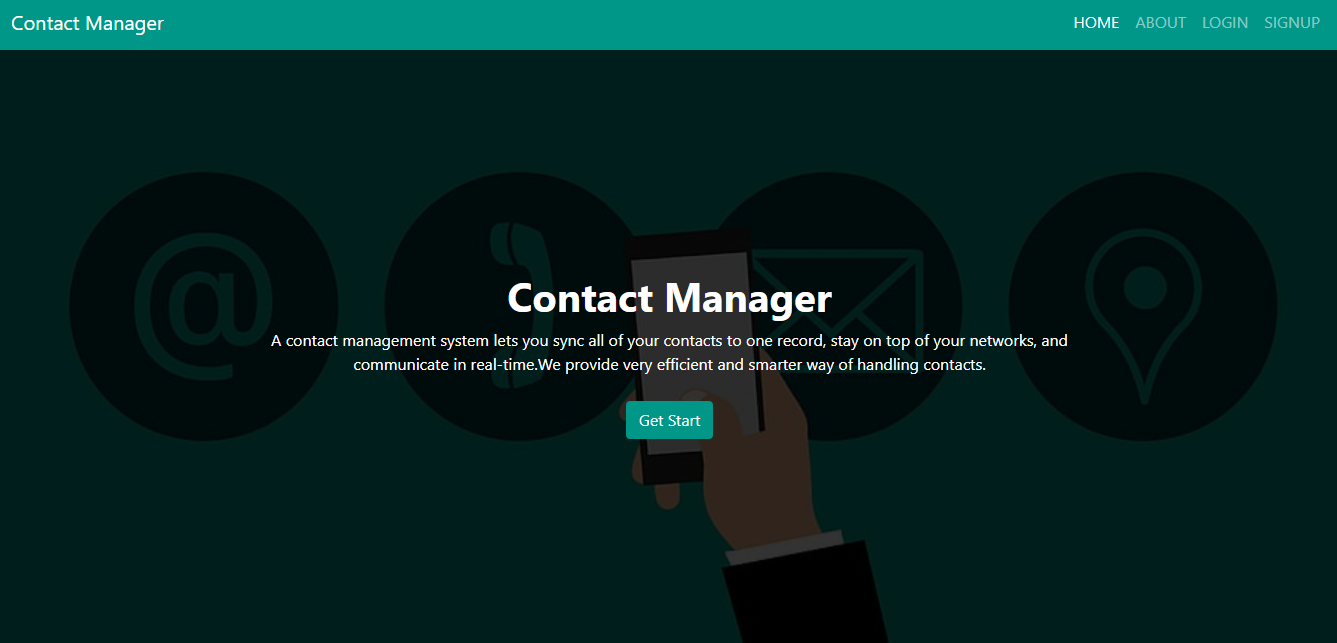 Contact Manager
HOME ABOUT LOGIN SIGNUP
@
Contact Manager
A contact management system lets you sync all of your contacts to one record, stay on top of your networks, and
communicate in real-time.We provide very efficient and smarter way of handling contacts.
Get Start